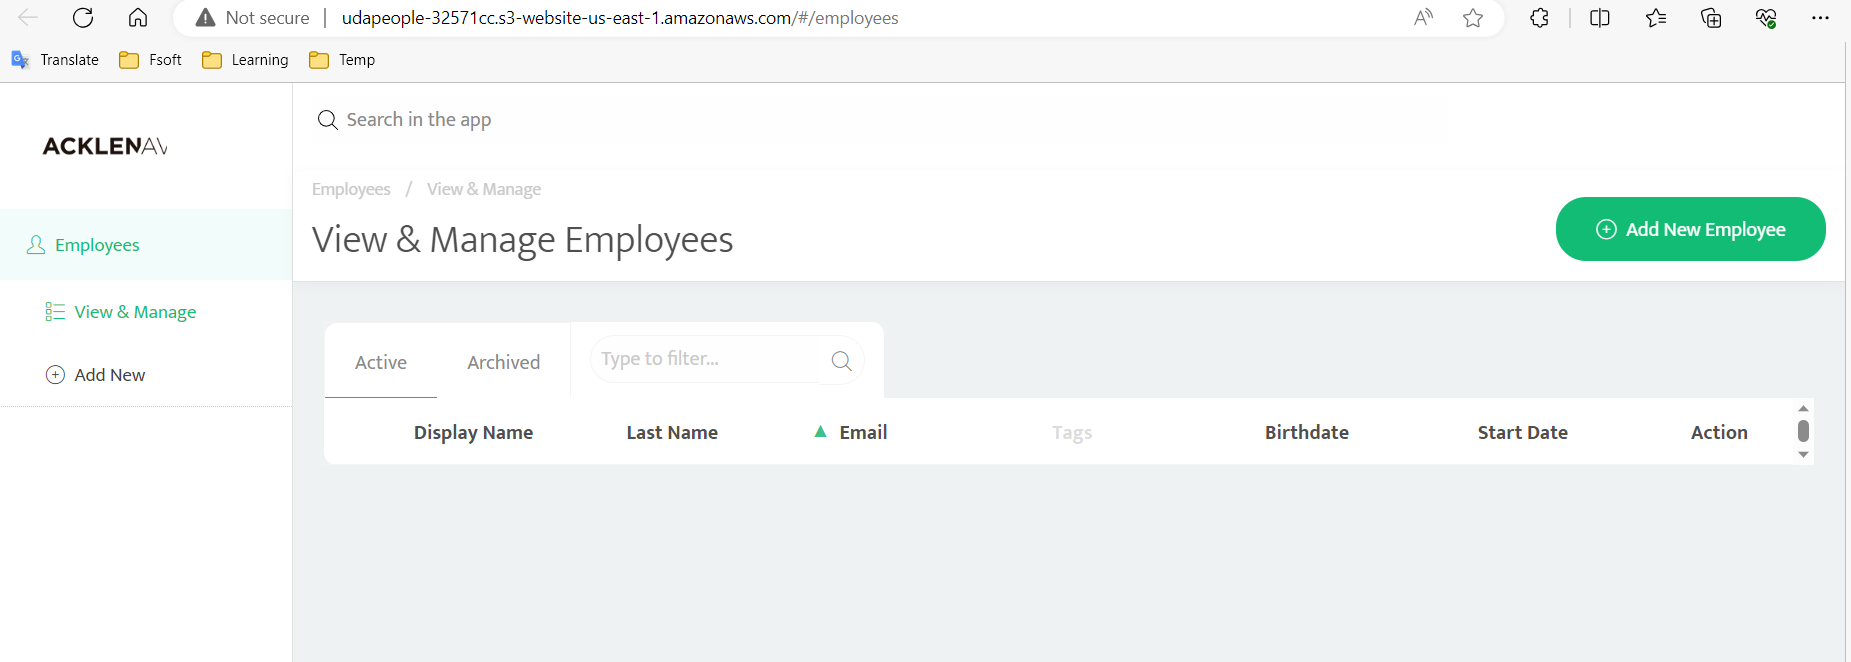 Not secure | udapeople-32571cc.s3-website-us-east-1.amazonaws.com/#/employees
Translate Fsoft Learning Temp
ACKLENAV
Search in the app
Employees / View & Manage
View & Manage Employees
Add New Employee
Employees
View & Manage
Add New
Active Archived Type to filter...
Display Name Last Name Email Tags Birthdate Start Date Action